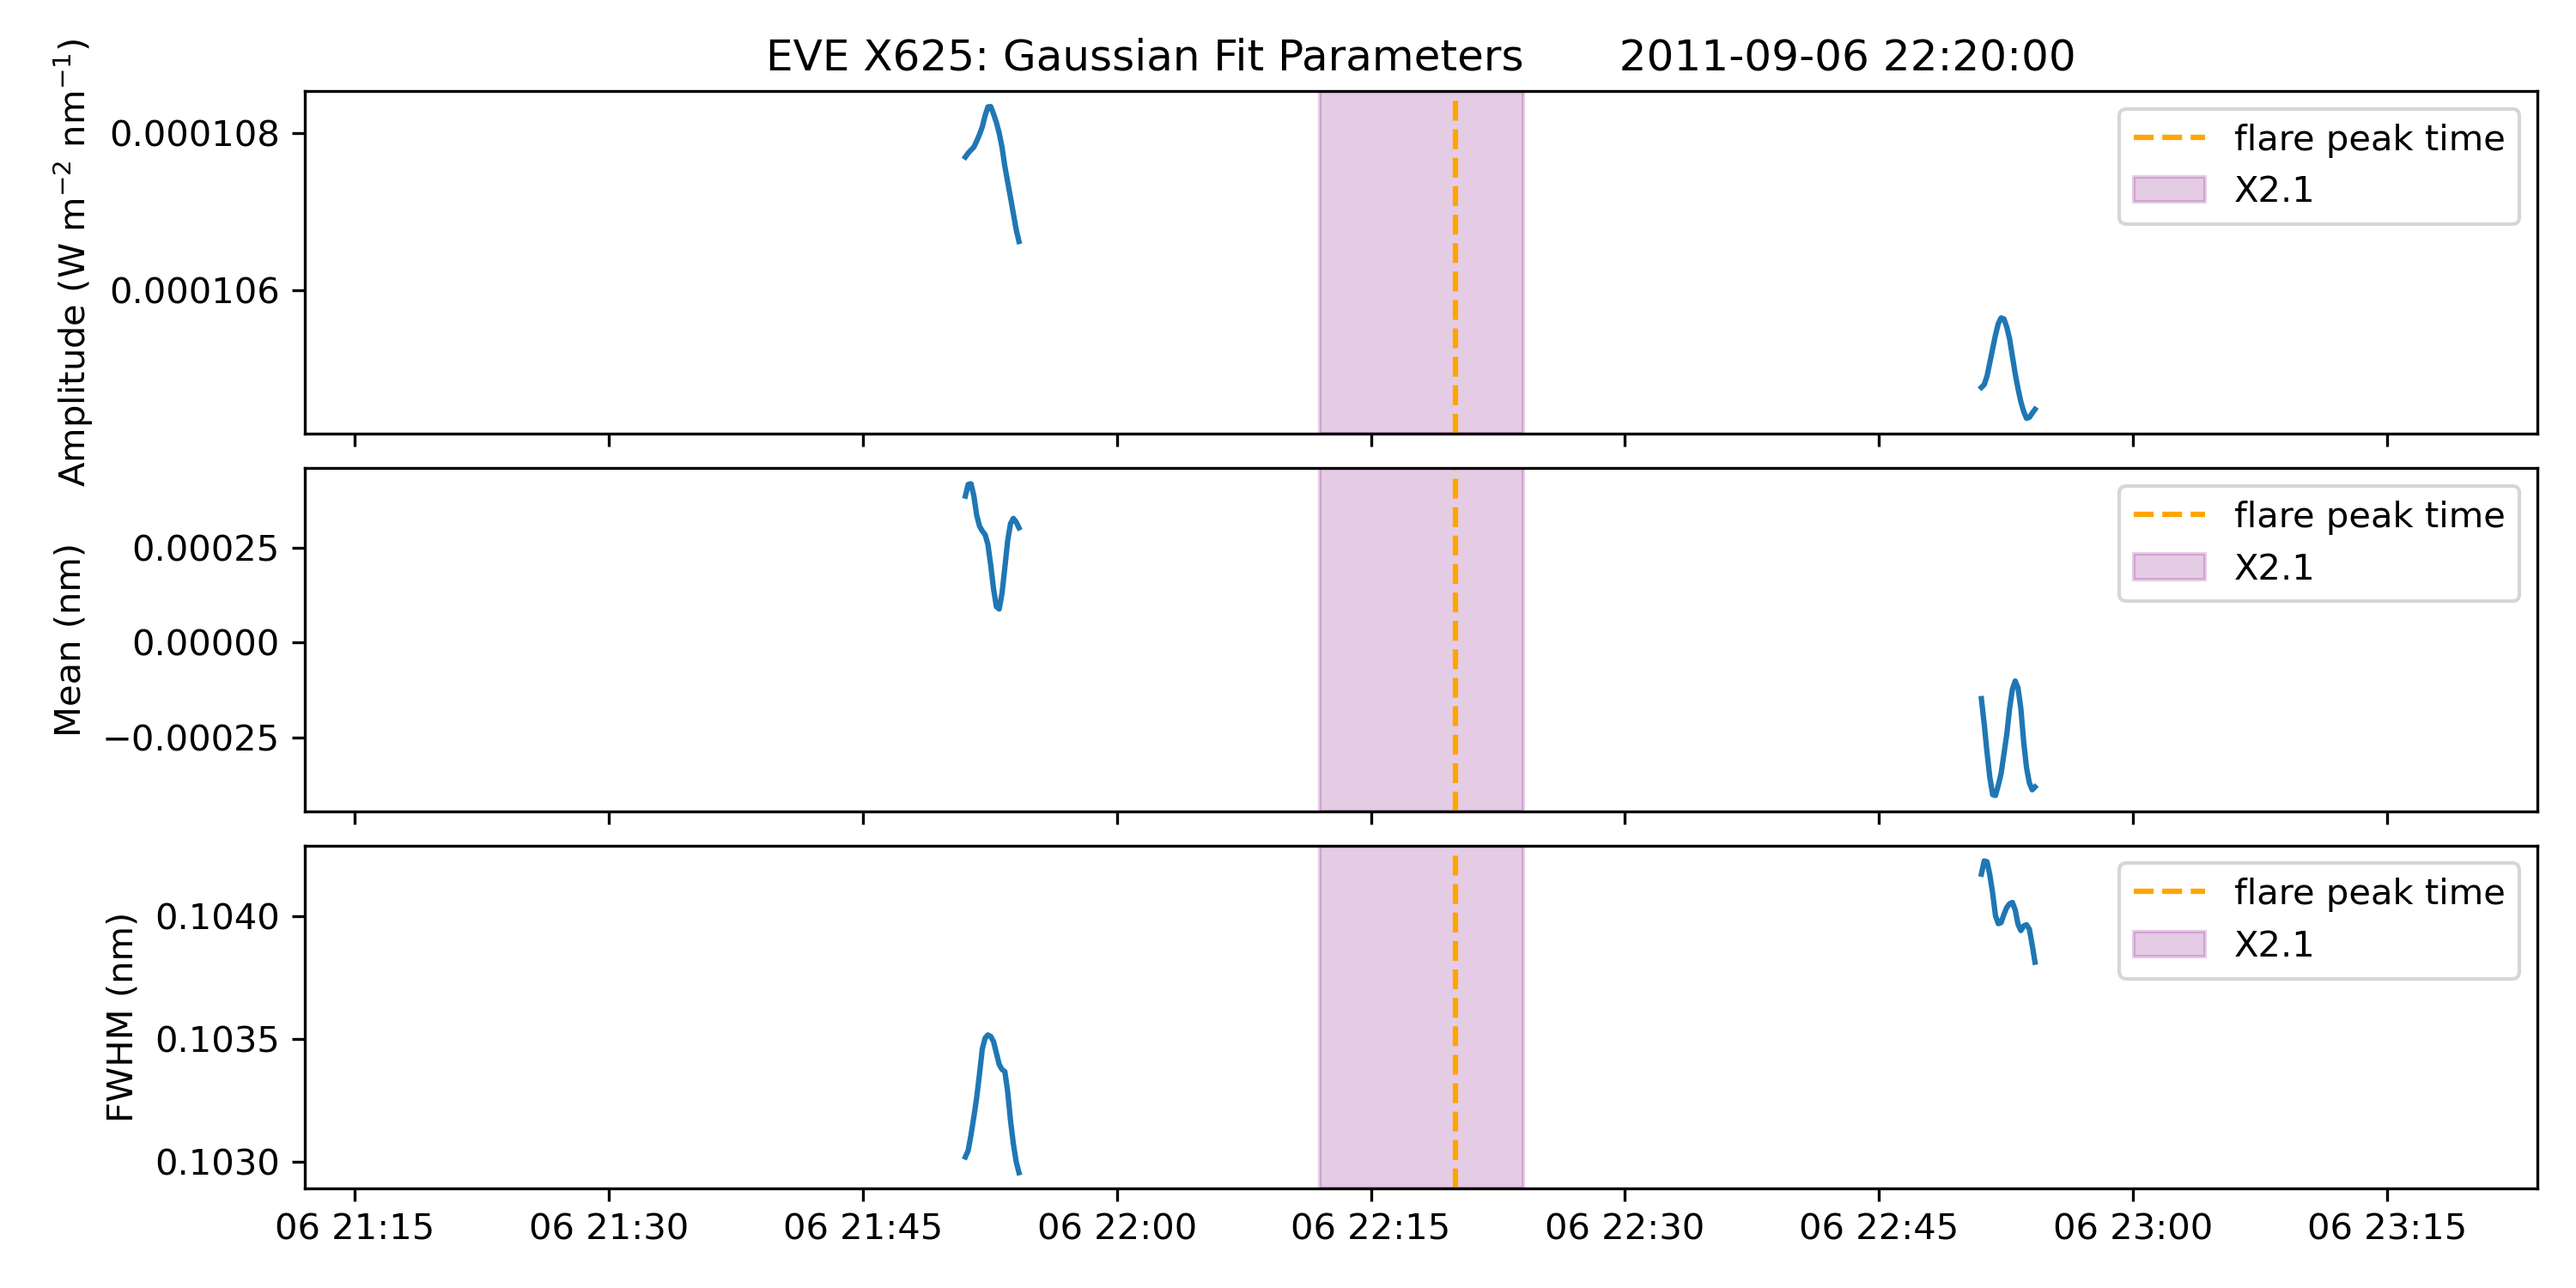 EVE X625: Gaussian Fit Parameters 2011-09-06 22:20:00
Amplitude (W m⁻² nm⁻¹)
0.000108
0.000106
flare peak time
X2.1
Mean (nm)
0.00025
0.00000
−0.00025
flare peak time
X2.1
FWHM (nm)
0.1040
0.1035
0.1030
flare peak time
X2.1
06 21:15 06 21:30 06 21:45 06 22:00 06 22:15 06 22:30 06 22:45 06 23:00 06 23:15